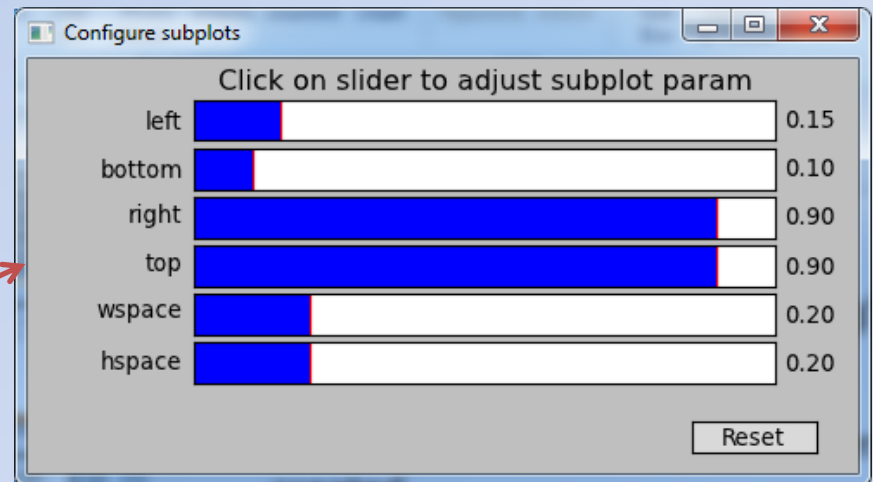 Configure subplots
Click on slider to adjust subplot param
left 0.15
bottom 0.10
right 0.90
top 0.90
wspace 0.20
hspace 0.20
Reset